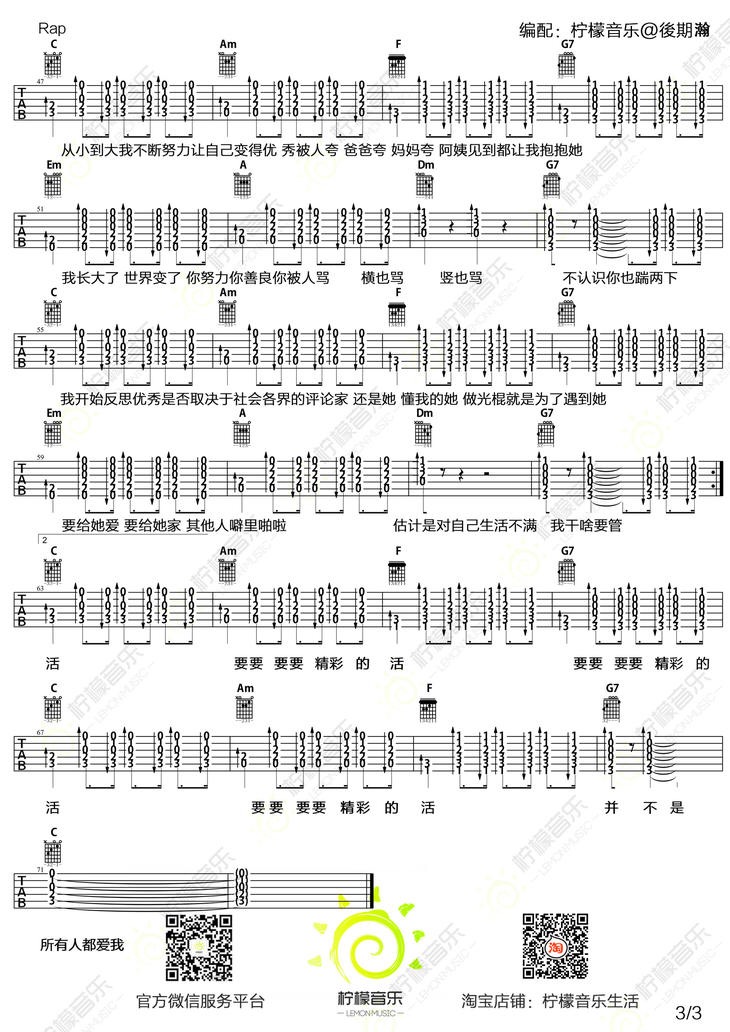 Rap
编配：柠檬音乐@後期瀚
C Am F G7
47
从小到大我不断努力让自己变得优 秀被人夸 爸爸夸 妈妈夸 阿姨见到都让我抱抱她
Em A Dm G7
51
我长大了 世界变了 你努力你善良你被人骂 横也骂 竖也骂 不认识你也踹两下
C Am F G7
55
我开始反思优秀是否取决于社会各界的评论家 还是她 懂我的她 做光棍就是为了遇到她
Em A Dm G7
59
要给她爱 要给她家 其他人噼里啪啦 估计是对自己生活不满 我干啥要管
2
C Am F G7
63
活 要要 要要 精彩 的 活 要要 要要 精彩 的
C Am F G7
67
活 要要 要要 精彩 的 活 并 不 是
C
71
所有人都爱我
官方微信服务平台
柠檬音乐
—LEMON MUSIC—
淘
淘宝店铺：柠檬音乐生活
3/3